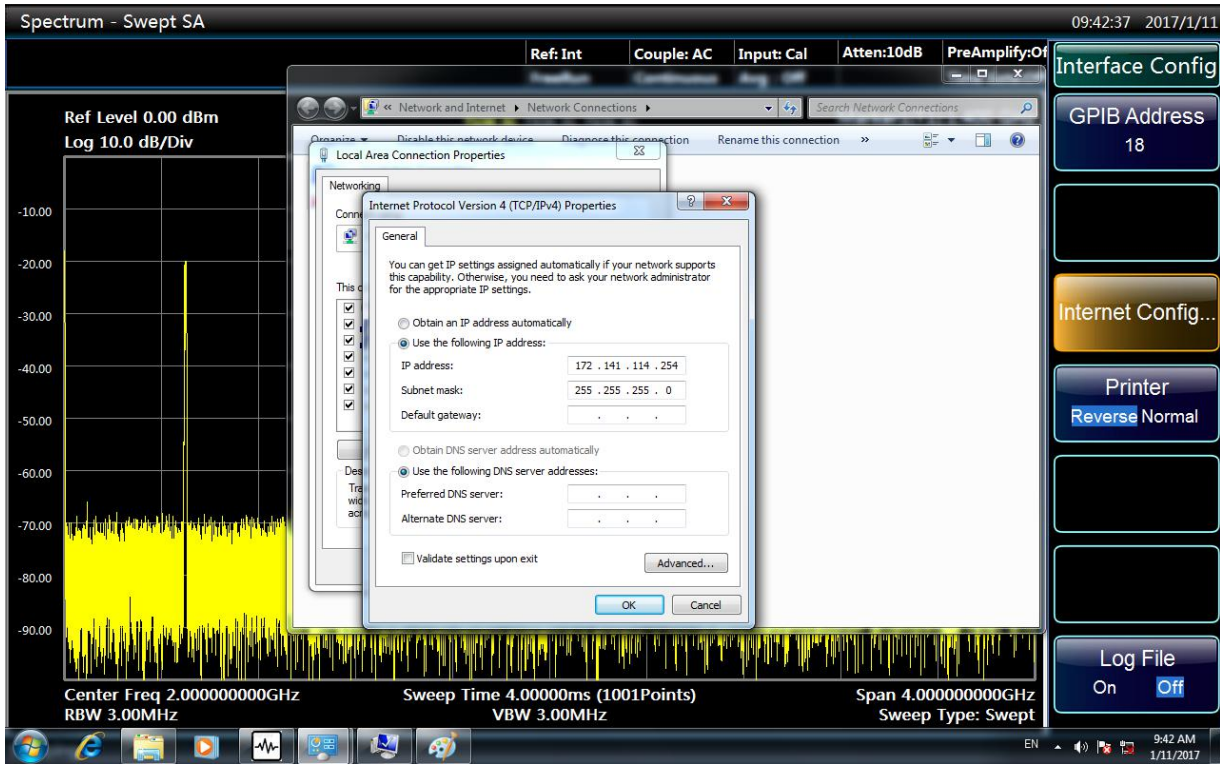 Spectrum - Swept SA
09:42:37 2017/1/11
Ref: Int
Couple: AC
Input: Cal
Atten:10dB
PreAmplify:Of
Ref Level 0.00 dBm
Log 10.0 dB/Div
-10.00
-20.00
-30.00
-40.00
-50.00
-60.00
-70.00
-80.00
-90.00
« Network and Internet
Network Connections
Search Network Connections
Organize
Disable this network device
Diagnose this connection
Rename this connection
»
Local Area Connection Properties
Networking
Conne
This c
Des
Tra
wid
acr
Internet Protocol Version 4 (TCP/IPv4) Properties
General
You can get IP settings assigned automatically if your network supports
this capability. Otherwise, you need to ask your network administrator
for the appropriate IP settings.
Obtain an IP address automatically
Use the following IP address:
IP address:
172 . 141 . 114 . 254
Subnet mask:
255 . 255 . 255 . 0
Default gateway:
. . .
Obtain DNS server address automatically
Use the following DNS server addresses:
Preferred DNS server:
. . .
Alternate DNS server:
. . .
Validate settings upon exit
Advanced...
OK
Cancel
Center Freq 2.000000000GHz
Sweep Time 4.00000ms (1001Points)
Span 4.000000000GHz
RBW 3.00MHz
VBW 3.00MHz
Sweep Type: Swept
Interface Config
GPIB Address
18
Internet Config...
Printer
Reverse Normal
Log File
On Off
EN
9:42 AM
1/11/2017